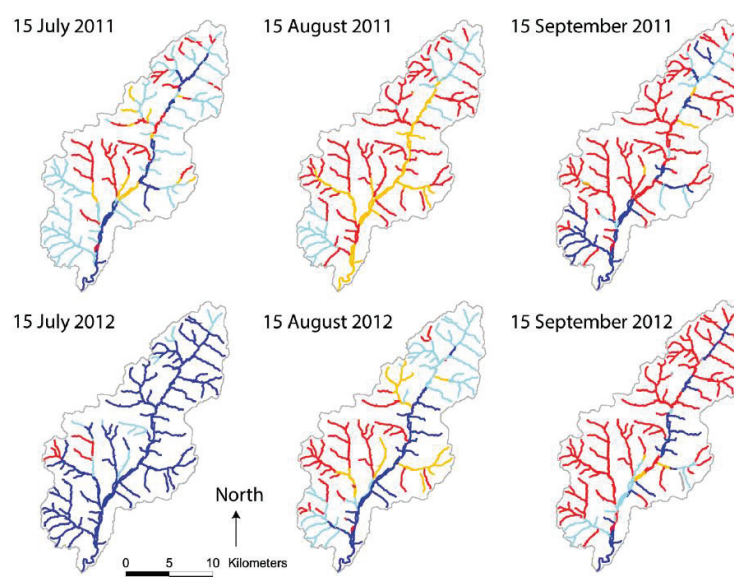 15 July 2011
15 August 2011
15 September 2011
15 July 2012
15 August 2012
15 September 2012
North
0 5 10 Kilometers